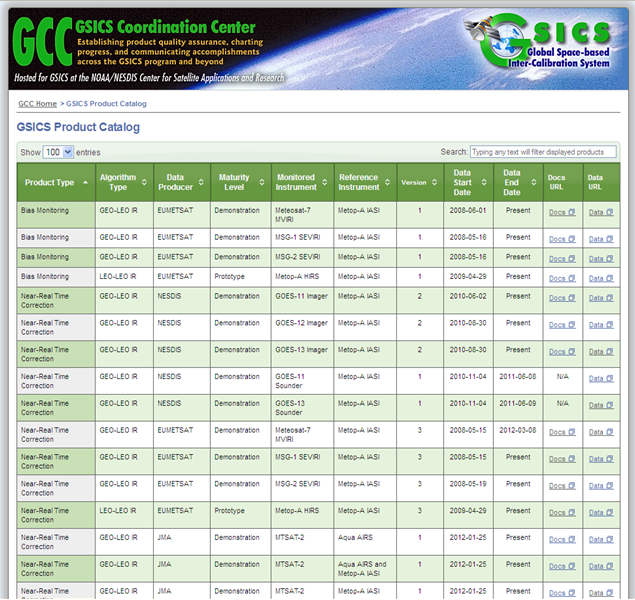 GCC GSICS Coordination Center
Establishing product quality assurance, charting
progress, and communicating accomplishments
across the GSICS program and beyond
Hosted for GSICS at the NOAA/NESDIS Center for Satellite Applications and Research
GSICS
Global Space-based
Inter-Calibration System
GCC Home > GSICS Product Catalog
GSICS Product Catalog
Show 100 entries Search: Typing any text will filter displayed products
Product Type Algorithm Type Data Producer Maturity Level Monitored Instrument Reference Instrument Version Data Start Date Data End Date Docs URL Data URL
Bias Monitoring GEO-LEO IR EUMETSAT Demonstration Meteosat-7 MVIRI Metop-A IASI 1 2008-06-01 Present Docs Data
Bias Monitoring GEO-LEO IR EUMETSAT Demonstration MSG-1 SEVIRI Metop-A IASI 1 2008-05-16 Present Docs Data
Bias Monitoring GEO-LEO IR EUMETSAT Demonstration MSG-2 SEVIRI Metop-A IASI 1 2008-05-16 Present Docs Data
Bias Monitoring LEO-LEO IR EUMETSAT Prototype Metop-A HIRS Metop-A IASI 1 2009-04-29 Present Docs Data
Near-Real Time Correction GEO-LEO IR NESDIS Demonstration GOES-11 Imager Metop-A IASI 2 2010-06-02 Present Docs Data
Near-Real Time Correction GEO-LEO IR NESDIS Demonstration GOES-12 Imager Metop-A IASI 2 2010-08-30 Present Docs Data
Near-Real Time Correction GEO-LEO IR NESDIS Demonstration GOES-13 Imager Metop-A IASI 2 2010-08-30 Present Docs Data
Near-Real Time Correction GEO-LEO IR NESDIS Demonstration GOES-11 Sounder Metop-A IASI 1 2010-11-04 2011-06-08 N/A Data
Near-Real Time Correction GEO-LEO IR NESDIS Demonstration GOES-13 Sounder Metop-A IASI 1 2010-11-04 2011-06-09 N/A Data
Near-Real Time Correction GEO-LEO IR EUMETSAT Demonstration Meteosat-7 MVIRI Metop-A IASI 3 2008-05-15 2012-03-08 Docs Data
Near-Real Time Correction GEO-LEO IR EUMETSAT Demonstration MSG-1 SEVIRI Metop-A IASI 3 2008-05-15 Present Docs Data
Near-Real Time Correction GEO-LEO IR EUMETSAT Demonstration MSG-2 SEVIRI Metop-A IASI 3 2008-05-19 Present Docs Data
Near-Real Time Correction LEO-LEO IR EUMETSAT Prototype Metop-A HIRS Metop-A IASI 3 2009-04-29 Present Docs Data
Near-Real Time Correction GEO-LEO IR JMA Demonstration MTSAT-2 Aqua AIRS 1 2012-01-25 Present Docs Data
Near-Real Time Correction GEO-LEO IR JMA Demonstration MTSAT-2 Aqua AIRS and Metop-A IASI 1 2012-01-25 Present Docs Data
Near-Real Time GEO-LEO IR JMA Demonstration MTSAT-2 Metop-A IASI 1 2012-01-25 Present Docs Data